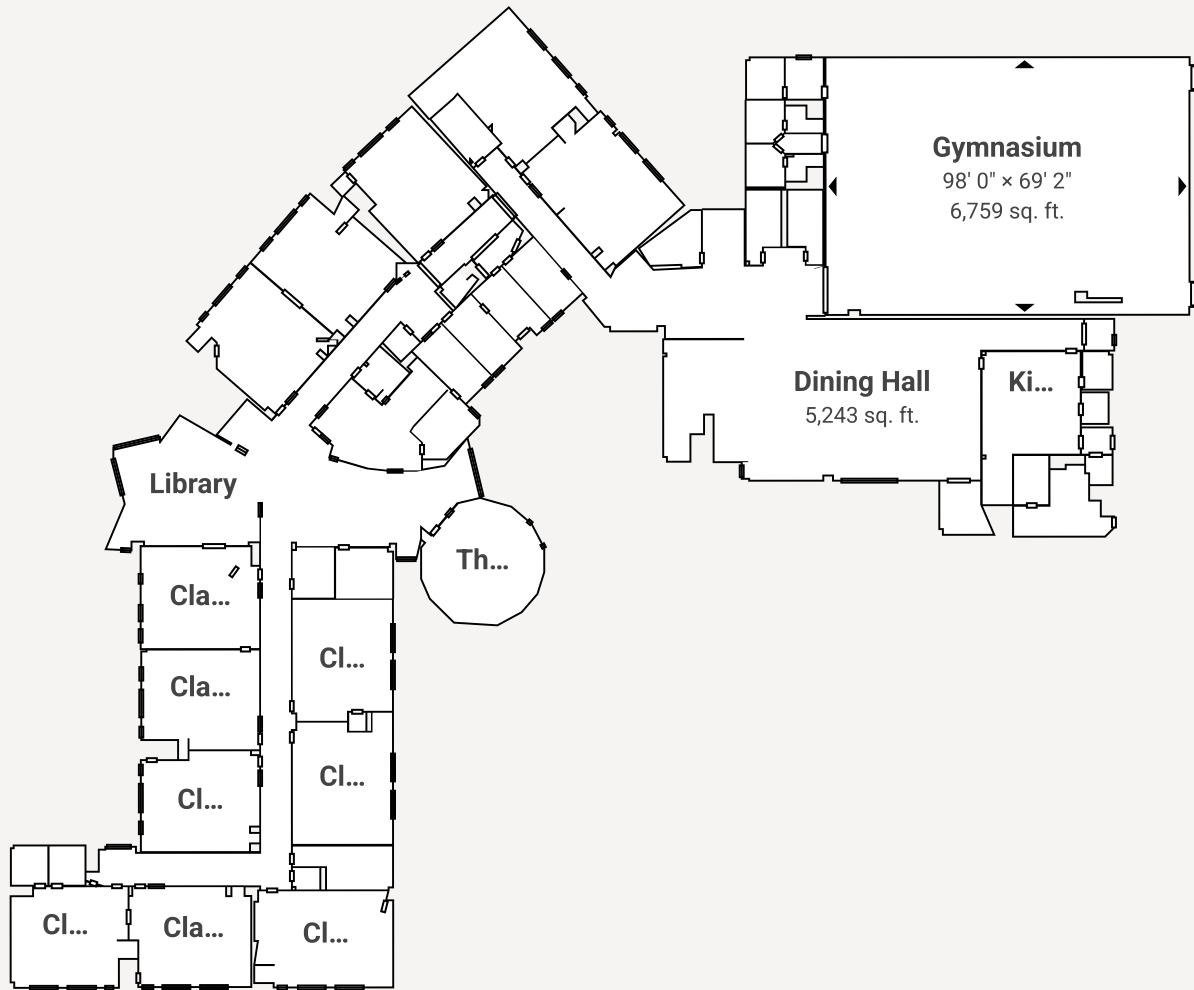 Gymnasium
98' 0" × 69' 2"
6,759 sq. ft.
Dining Hall
5,243 sq. ft.
Ki...
Library
Th...
Cla...
Cl...
Cla...
Cl...
Cl...
Cl...
Cla...
Cl...